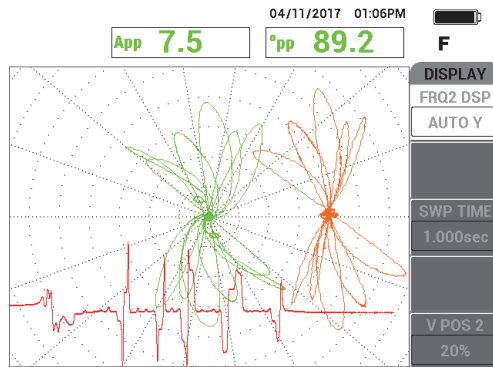 04/11/2017 01:06PM
App 7.5
°pp 89.2
F
DISPLAY
FRQ2 DSP
AUTO Y
SWP TIME
1.000sec
V POS 2
20%